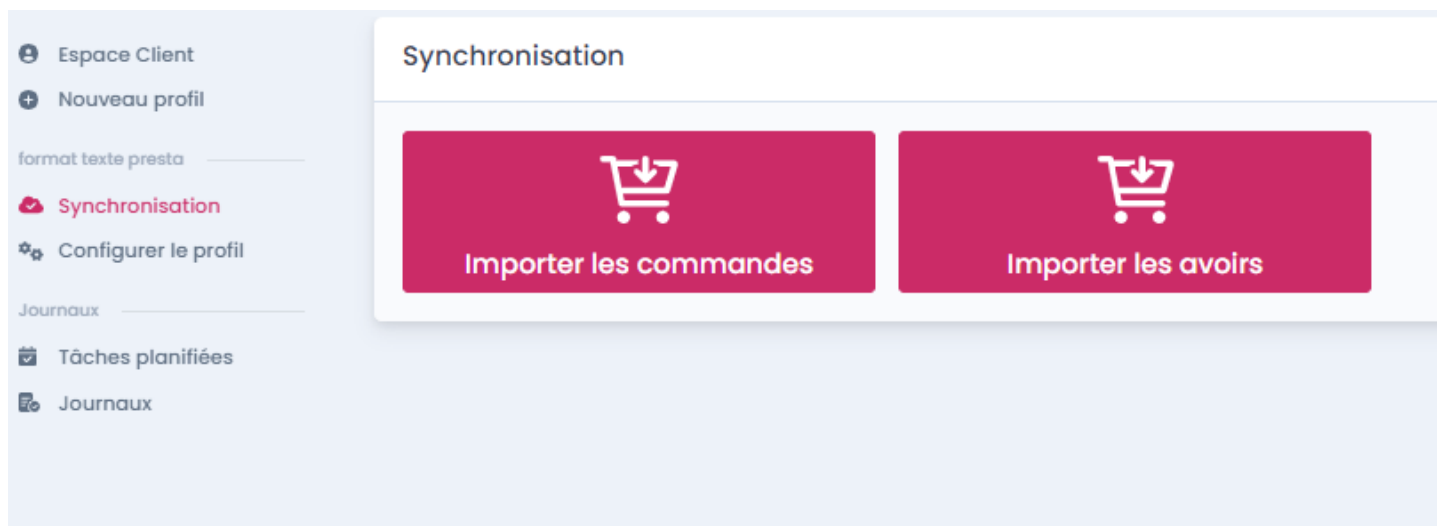 Espace Client
Nouveau profil
format texte presta
Synchronisation
Configurer le profil
Journaux
Tâches planifiées
Journaux
Synchronisation
Importer les commandes
Importer les avoirs